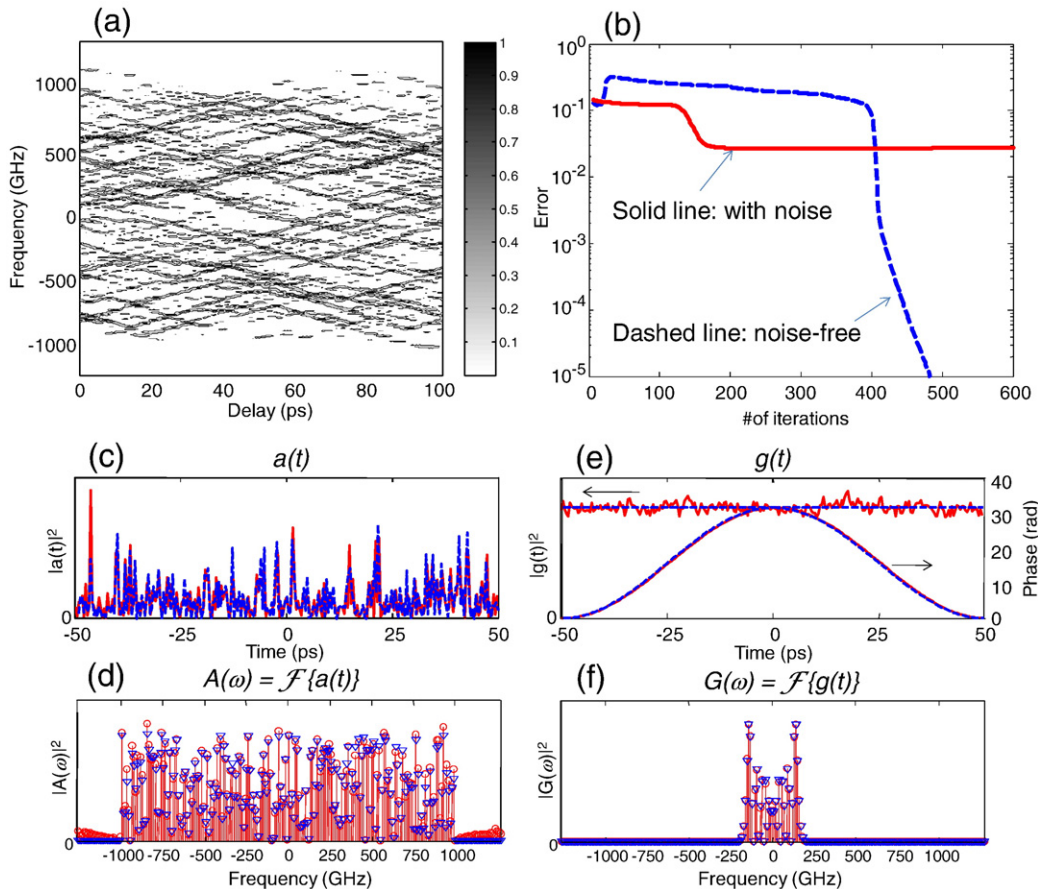 (a)
Frequency (GHz)
1000
500
0
-500
-1000
0 20 40 60 80 100
Delay (ps)
1
0.9
0.8
0.7
0.6
0.5
0.4
0.3
0.2
0.1
(b)
Error
10^0
10^-1
10^-2
10^-3
10^-4
10^-5
Solid line: with noise
Dashed line: noise-free
0 100 200 300 400 500 600
#of iterations
(c) a(t)
|a(t)|²
0
-50 -25 0 25 50
Time (ps)
(e) g(t)
|g(t)|²
0
40
30
20
10
0
Phase (rad)
-50 -25 0 25 50
Time (ps)
(d) A(ω) = ℱ{a(t)}
|A(ω)|²
0
-1000 -750 -500 -250 0 250 500 750 1000
Frequency (GHz)
(f) G(ω) = ℱ{g(t)}
|G(ω)|²
0
-1000 -750 -500 -250 0 250 500 750 1000
Frequency (GHz)